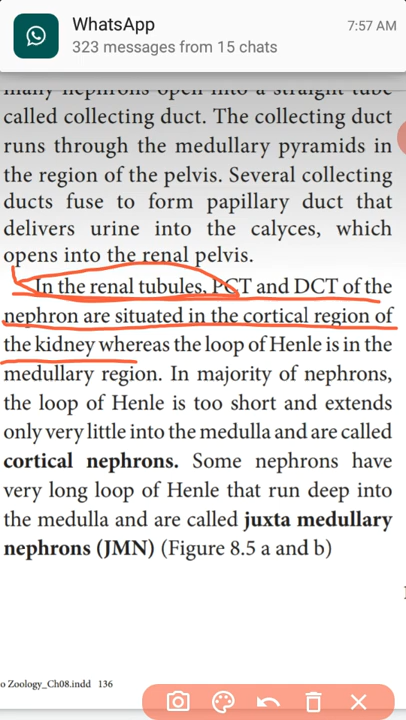 WhatsApp
7:57 AM
323 messages from 15 chats
many nephrons open into a straight tube
called collecting duct. The collecting duct
runs through the medullary pyramids in
the region of the pelvis. Several collecting
ducts fuse to form papillary duct that
delivers urine into the calyces, which
opens into the renal pelvis.
In the renal tubules, PCT and DCT of the
nephron are situated in the cortical region of
the kidney whereas the loop of Henle is in the
medullary region. In majority of nephrons,
the loop of Henle is too short and extends
only very little into the medulla and are called
cortical nephrons. Some nephrons have
very long loop of Henle that run deep into
the medulla and are called juxta medullary
nephrons (JMN) (Figure 8.5 a and b)
o Zoology_Ch08.indd 136